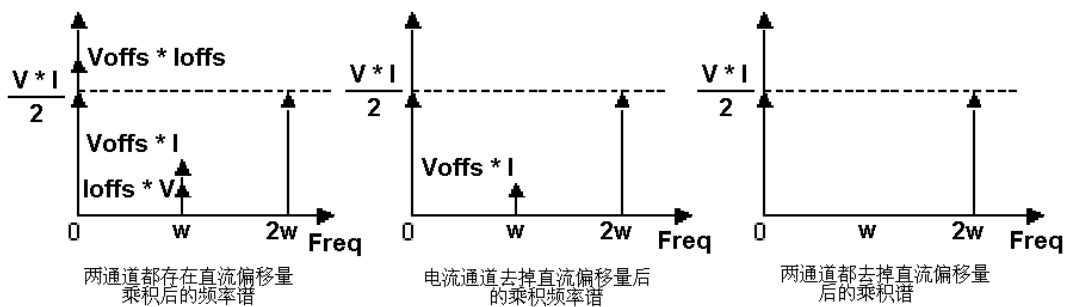 Voffs * Ioffs
V * I
2
Voffs * I
Ioffs * V
0
w
2w
Freq
两通道都存在直流偏移量
乘积后的频率谱
V * I
2
Voffs * I
0
w
2w
Freq
电流通道去掉直流偏移量后
的乘积频率谱
V * I
2
0
w
2w
Freq
两通道都去掉直流偏移量
后的乘积谱